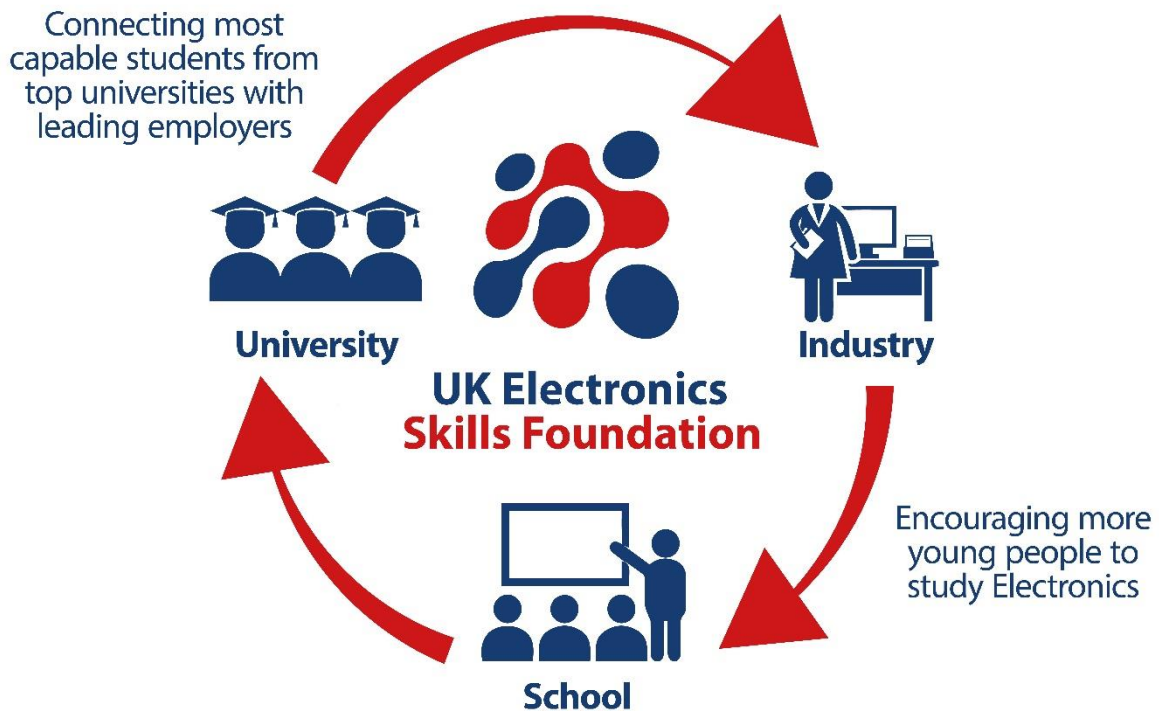 Connecting most
capable students from
top universities with
leading employers
University
Industry
UK Electronics
Skills Foundation
Encouraging more
young people to
study Electronics
School